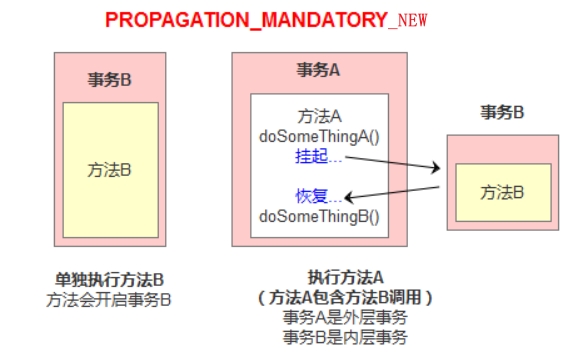 PROPAGATION_MANDATORY_NEW
事务B
方法B
单独执行方法B
方法会开启事务B
事务A
方法A
doSomeThingA()
挂起...
恢复...
doSomeThingB()
执行方法A
(方法A包含方法B调用)
事务A是外层事务
事务B是内层事务
事务B
方法B